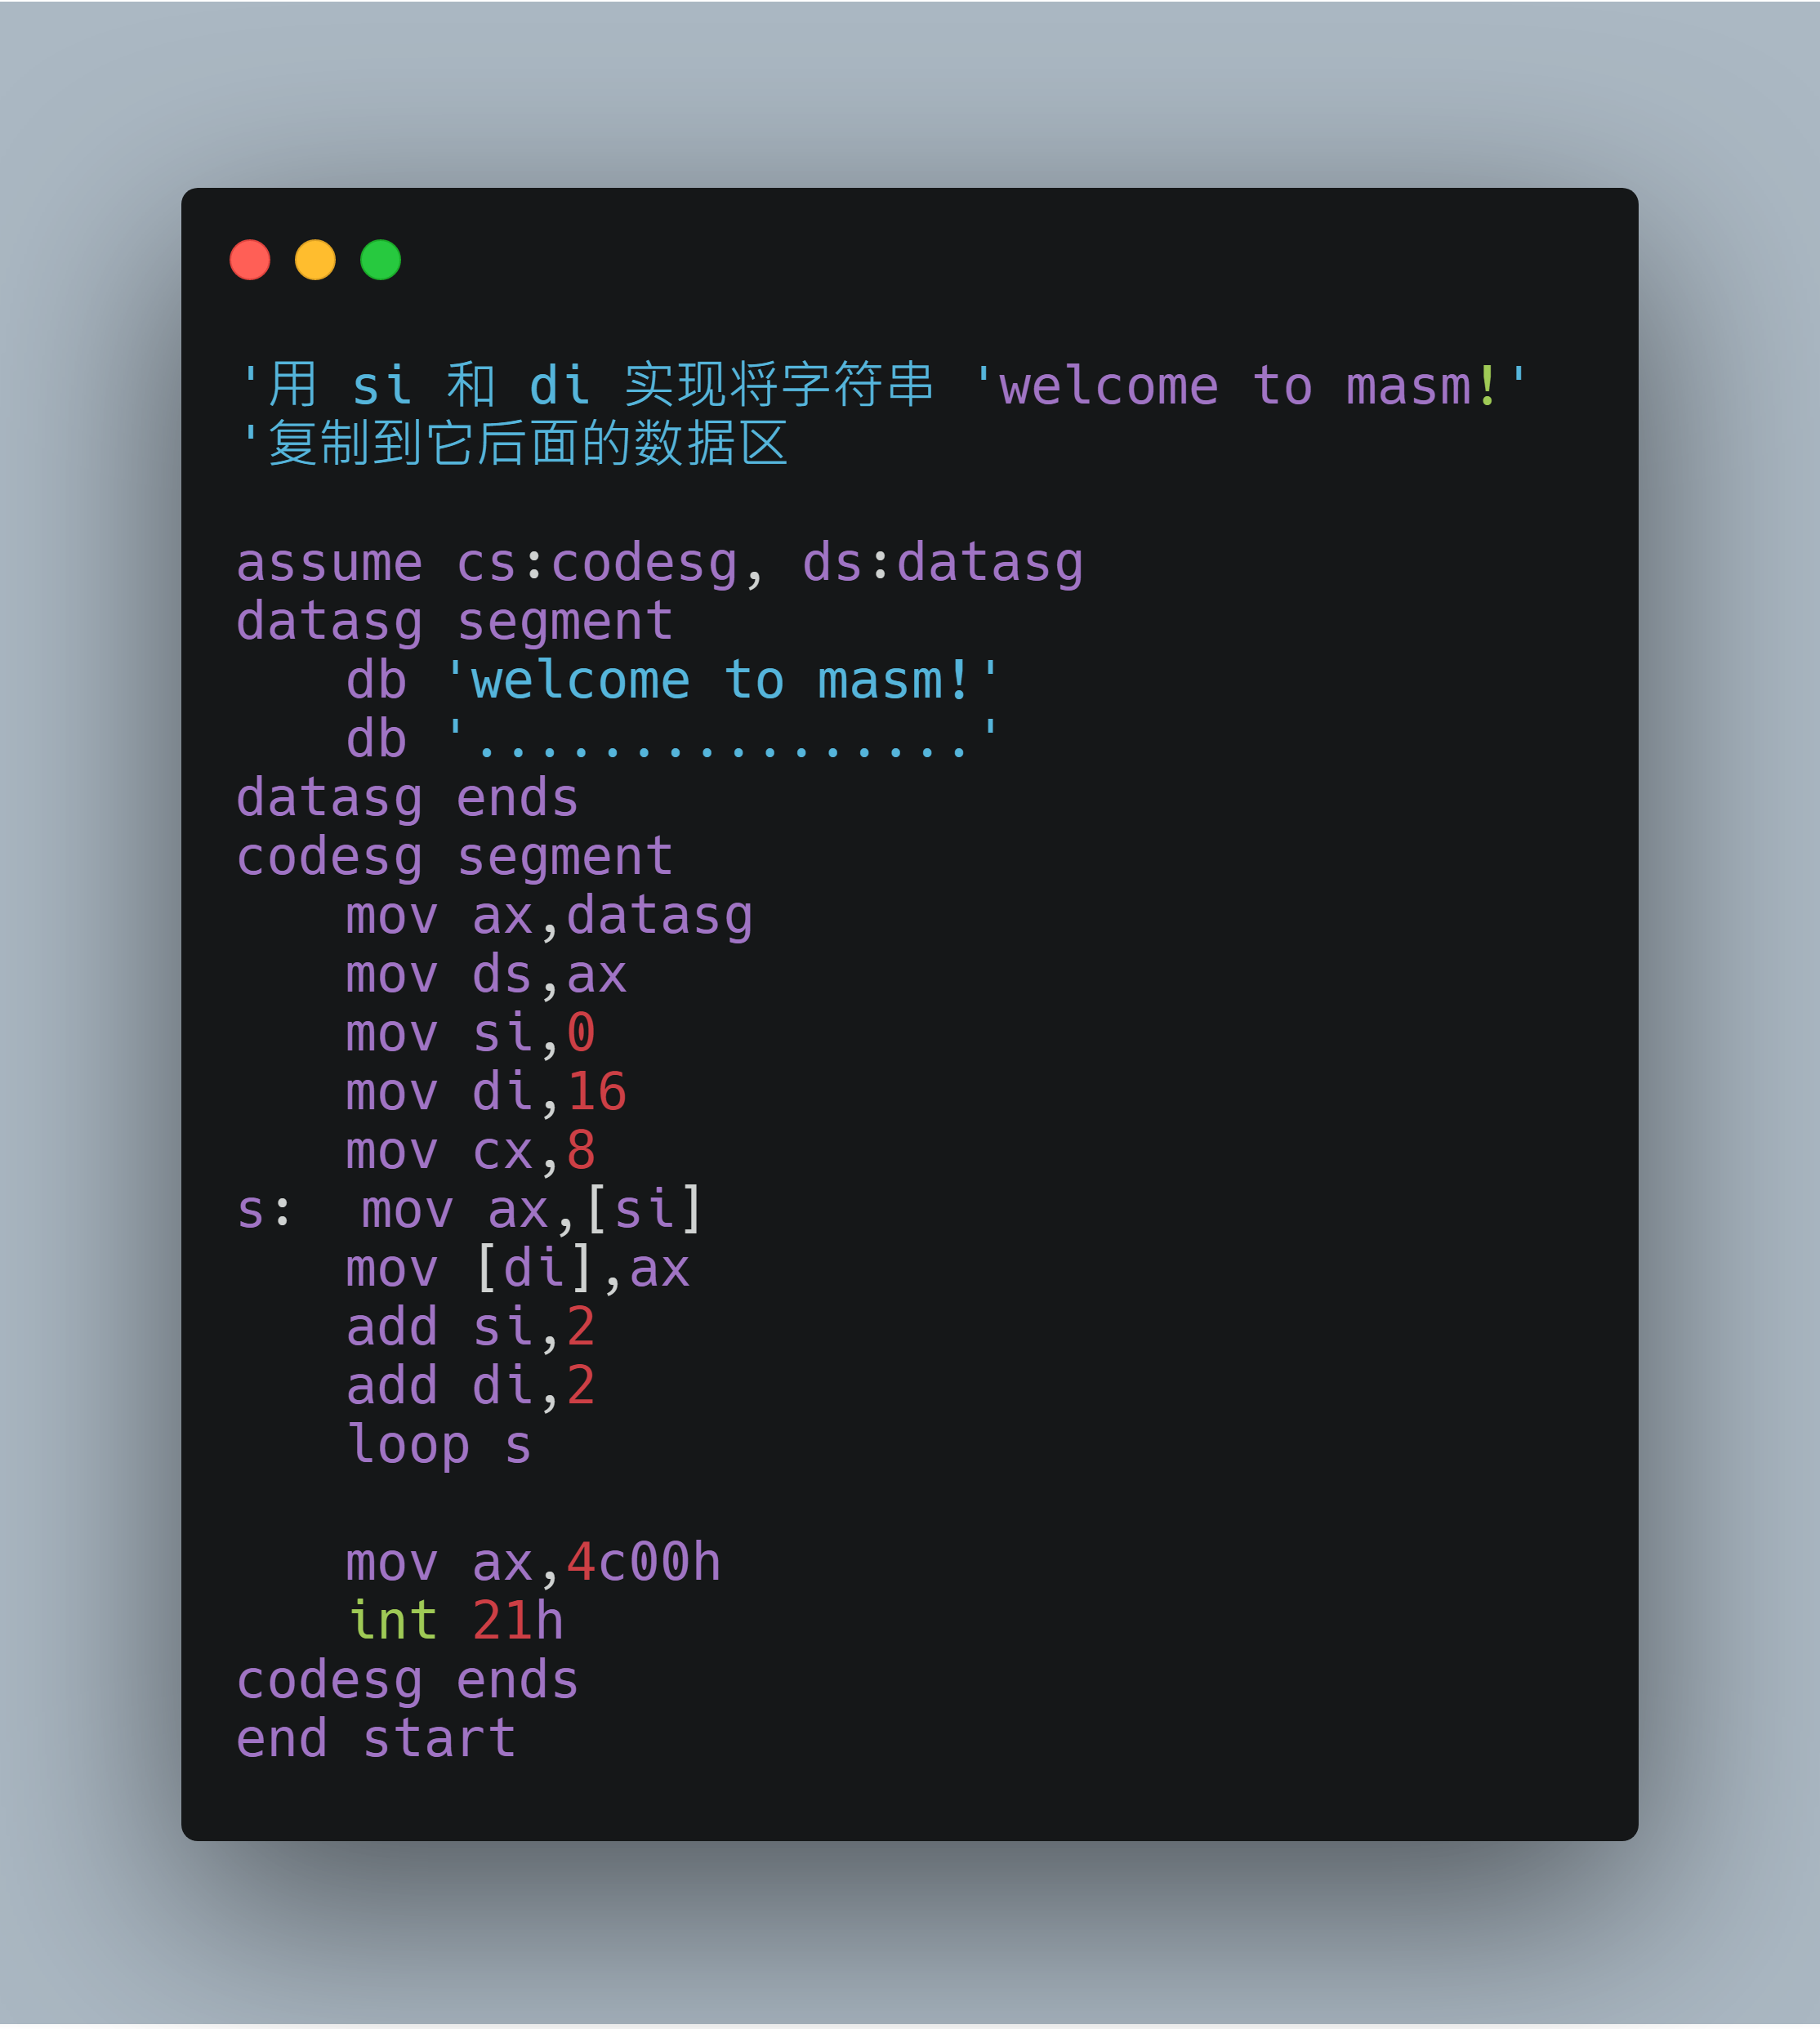 '用 si 和 di 实现将字符串 'welcome to masm!'
'复制到它后面的数据区
assume cs:codesg, ds:datasg
datasg segment
    db 'welcome to masm!'
    db '................'
datasg ends
codesg segment
    mov ax,datasg
    mov ds,ax
    mov si,0
    mov di,16
    mov cx,8
s:  mov ax,[si]
    mov [di],ax
    add si,2
    add di,2
    loop s
    mov ax,4c00h
    int 21h
codesg ends
end start